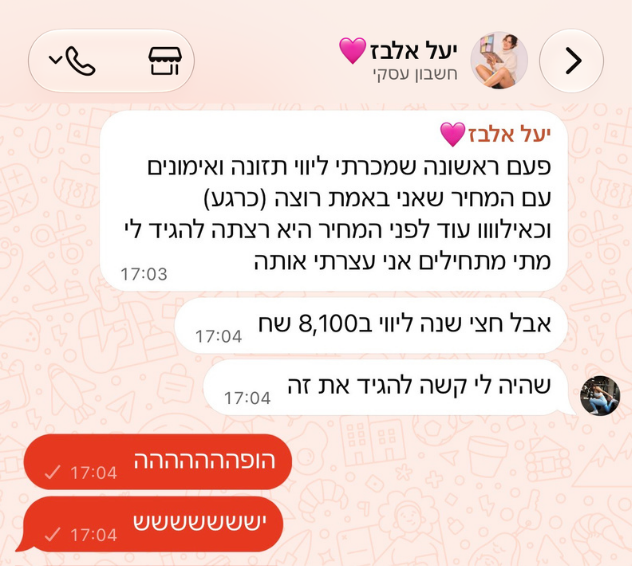 יעל אלבז🩷
חשבון עסקי
יעל אלבז🩷
פעם ראשונה שמכרתי ליווי תזונה ואימונים
עם המחיר שאני באמת רוצה (כרגע)
וכאילוווו עוד לפני המחיר היא רצתה להגיד לי
מתי מתחילים אני עצרתי אותה
17:03
אבל חצי שנה ליווי ב8,100 שח
17:04
שהיה לי קשה להגיד את זה
17:04
הופההההההה
17:04
יששששששש
17:04